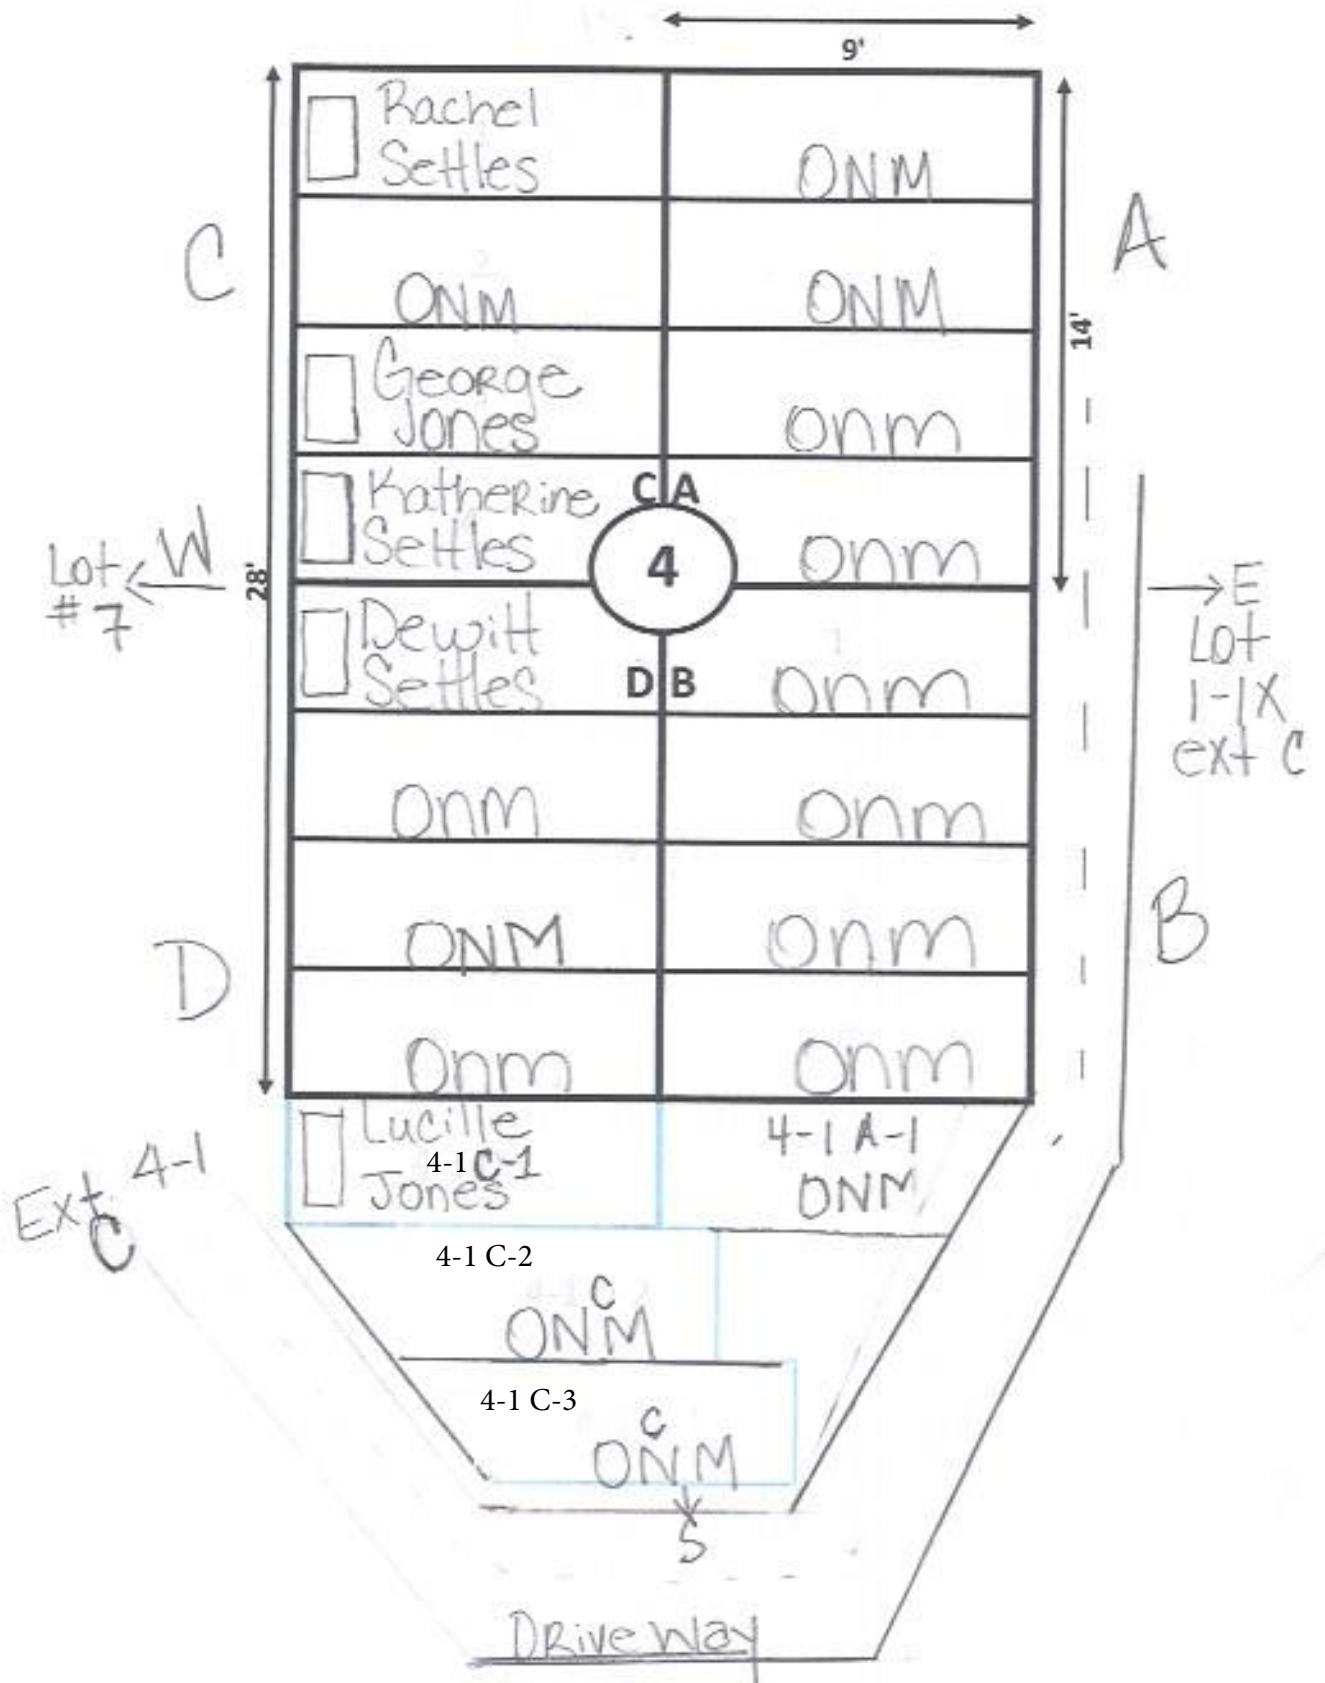 9'
Rachel
Settles
ONM
C
A
ONM
ONM
14'
George
Jones
Onm
Katherine
Settles
C A
Onm
4
Lot W
# 7
28'
E
Lot
1-1X
ext C
Dewitt
Settles
D B
Onm
Onm
Onm
D
ONM
Onm
B
Onm
Onm
Lucille
4-1 C-1
Jones
4-1 A-1
ONM
Ext. 4-1
C
4-1 C-2
C
ONM
4-1 C-3
C
ONM
S
DRiveWay